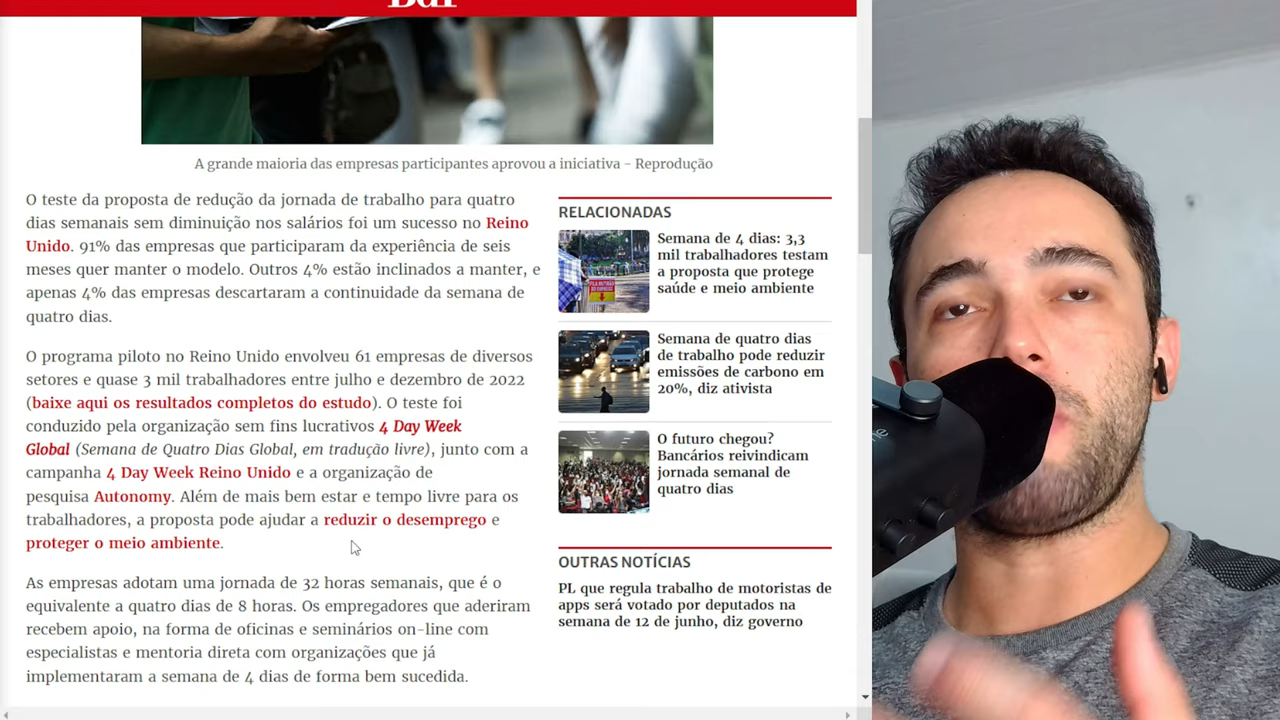 BdF
A grande maioria das empresas participantes aprovou a iniciativa - Reprodução
O teste da proposta de redução da jornada de trabalho para quatro
dias semanais sem diminuição nos salários foi um sucesso no Reino
Unido. 91% das empresas que participaram da experiência de seis
meses quer manter o modelo. Outros 4% estão inclinados a manter, e
apenas 4% das empresas descartaram a continuidade da semana de
quatro dias.
O programa piloto no Reino Unido envolveu 61 empresas de diversos
setores e quase 3 mil trabalhadores entre julho e dezembro de 2022
(baixe aqui os resultados completos do estudo). O teste foi
conduzido pela organização sem fins lucrativos 4 Day Week
Global (Semana de Quatro Dias Global, em tradução livre), junto com a
campanha 4 Day Week Reino Unido e a organização de
pesquisa Autonomy. Além de mais bem estar e tempo livre para os
trabalhadores, a proposta pode ajudar a reduzir o desemprego e
proteger o meio ambiente.
As empresas adotam uma jornada de 32 horas semanais, que é o
equivalente a quatro dias de 8 horas. Os empregadores que aderiram
recebem apoio, na forma de oficinas e seminários on-line com
especialistas e mentoria direta com organizações que já
implementaram a semana de 4 dias de forma bem sucedida.
RELACIONADAS
Semana de 4 dias: 3,3
mil trabalhadores testam
a proposta que protege
saúde e meio ambiente
Semana de quatro dias
de trabalho pode reduzir
emissões de carbono em
20%, diz ativista
O futuro chegou?
Bancários reivindicam
jornada semanal de
quatro dias
OUTRAS NOTÍCIAS
PL que regula trabalho de motoristas de
apps será votado por deputados na
semana de 12 de junho, diz governo